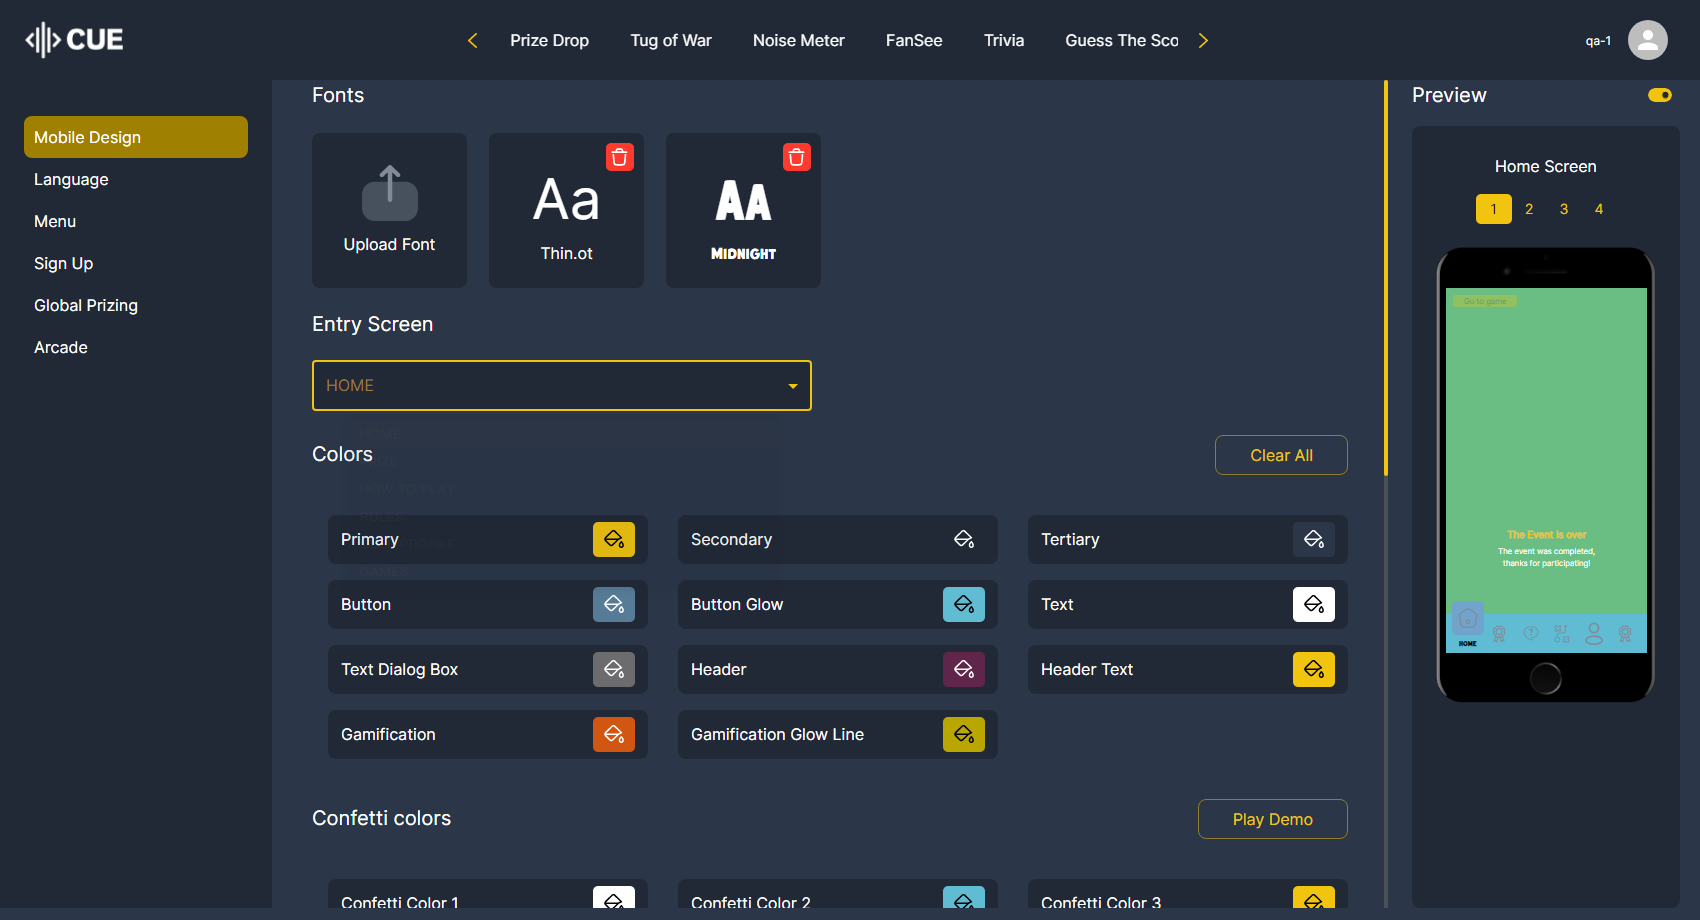 CUE
Prize Drop
Tug of War
Noise Meter
FanSee
Trivia
Guess The Sco
qa-1
Mobile Design
Language
Menu
Sign Up
Global Prizing
Arcade
Fonts
Upload Font
Aa
Thin.ot
AA
MIDNIGHT
Entry Screen
HOME
Colors
Clear All
Primary
Secondary
Tertiary
Button
Button Glow
Text
Text Dialog Box
Header
Header Text
Gamification
Gamification Glow Line
Confetti colors
Play Demo
Confetti Color 1
Confetti Color 2
Confetti Color 3
Preview
Home Screen
1 2 3 4
Go to game
The Event is over
The event was completed,
thanks for participating!
HOME